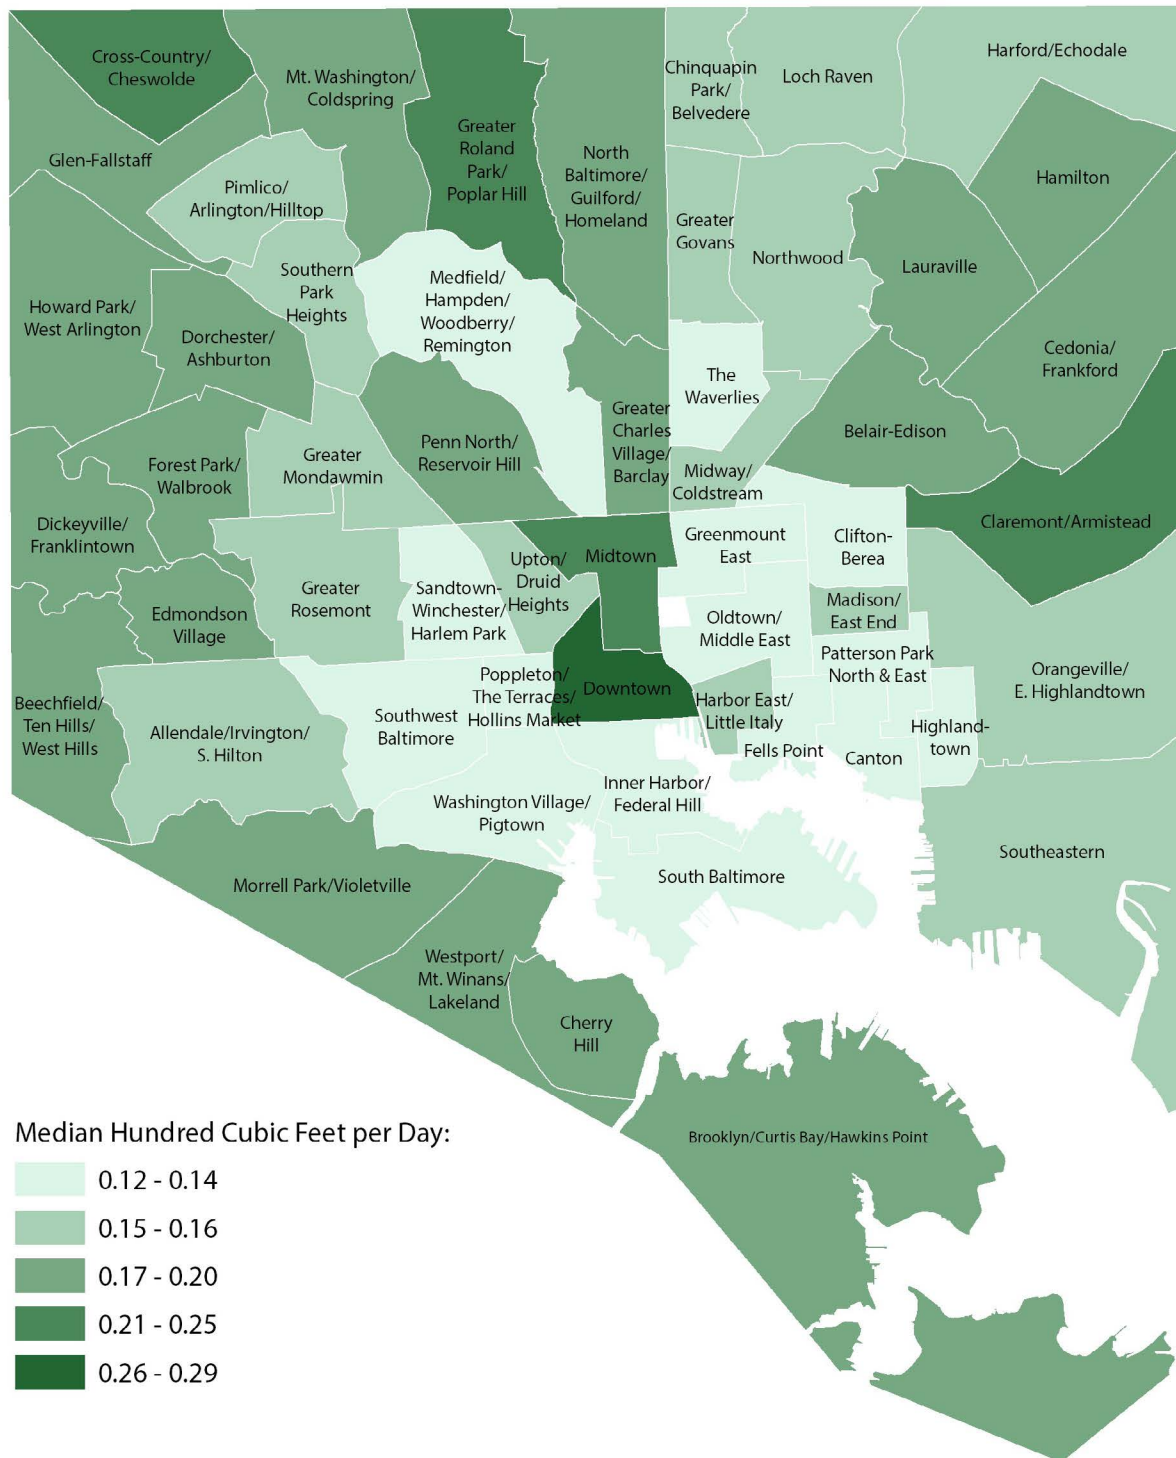 Cross-Country/
Cheswolde
Mt. Washington/
Coldspring
Greater
Roland
Park/
Poplar Hill
North
Baltimore/
Guilford/
Homeland
Chinquapin
Park/
Belvedere
Loch Raven
Harford/Echodale
Glen-Fallstaff
Pimlico/
Arlington/Hilltop
Hamilton
Greater
Govans
Northwood
Lauraville
Southern
Park
Heights
Medfield/
Hampden/
Woodberry/
Remington
Howard Park/
West Arlington
Dorchester/
Ashburton
Cedonia/
Frankford
The
Waverlies
Greater
Charles
Village/
Barclay
Belair-Edison
Penn North/
Reservoir Hill
Greater
Mondawmin
Forest Park/
Walbrook
Midway/
Coldstream
Dickeyville/
Franklintown
Claremont/Armistead
Greenmount
East
Clifton-
Berea
Midtown
Upton/
Druid
Heights
Sandtown-
Winchester/
Harlem Park
Greater
Rosemont
Edmondson
Village
Madison/
East End
Oldtown/
Middle East
Patterson Park
North & East
Orangeville/
E. Highlandtown
Poppleton/
The Terraces/
Hollins Market
Downtown
Harbor East/
Little Italy
Beechfield/
Ten Hills/
West Hills
Allendale/Irvington/
S. Hilton
Southwest
Baltimore
Fells Point
Canton
Highland-
town
Inner Harbor/
Federal Hill
Washington Village/
Pigtown
Southeastern
South Baltimore
Morrell Park/Violetville
Westport/
Mt. Winans/
Lakeland
Cherry
Hill
Brooklyn/Curtis Bay/Hawkins Point
Median Hundred Cubic Feet per Day:
0.12 - 0.14
0.15 - 0.16
0.17 - 0.20
0.21 - 0.25
0.26 - 0.29